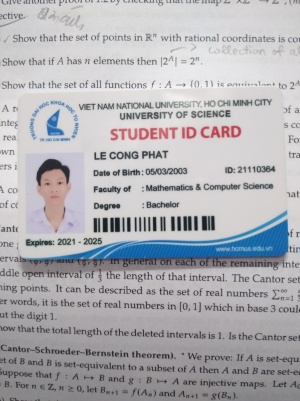 ective.
Show that the set of points in ℝⁿ with rational coordinates is co
collection of al
Show that if A has n elements then |2ᴬ| = 2ⁿ.
Show that the set of all functions f : A → {0, 1} is equivalent to 2ᴬ
VIET NAM NATIONAL UNIVERSITY, HO CHI MINH CITY
UNIVERSITY OF SCIENCE
STUDENT ID CARD
LE CONG PHAT
Date of Birth: 05/03/2003 ID: 21110364
Faculty of : Mathematics & Computer Science
Degree : Bachelor
Expires: 2021 - 2025
www.hcmus.edu.vn
In general on each of the remaining inte
ddle open interval of ⅓ the length of that interval. The Cantor set
ning points. It can be described as the set of real numbers
er words, it is the set of real numbers in [0, 1] which in base 3 could
ut the digit 1.
how that the total length of the deleted intervals is 1. Is the Cantor set
Cantor–Schroeder–Bernstein theorem). * We prove: If A is set-equ
et of B and B is set-equivalent to a subset of A then A and B are set-e
Suppose that f : A ↦ B and g : B ↦ A are injective maps. Let A₀
B. For n ∈ ℤ, n ≥ 0, let Bₙ₊₁ = f(Aₙ) and Aₙ₊₁ = g(Bₙ).